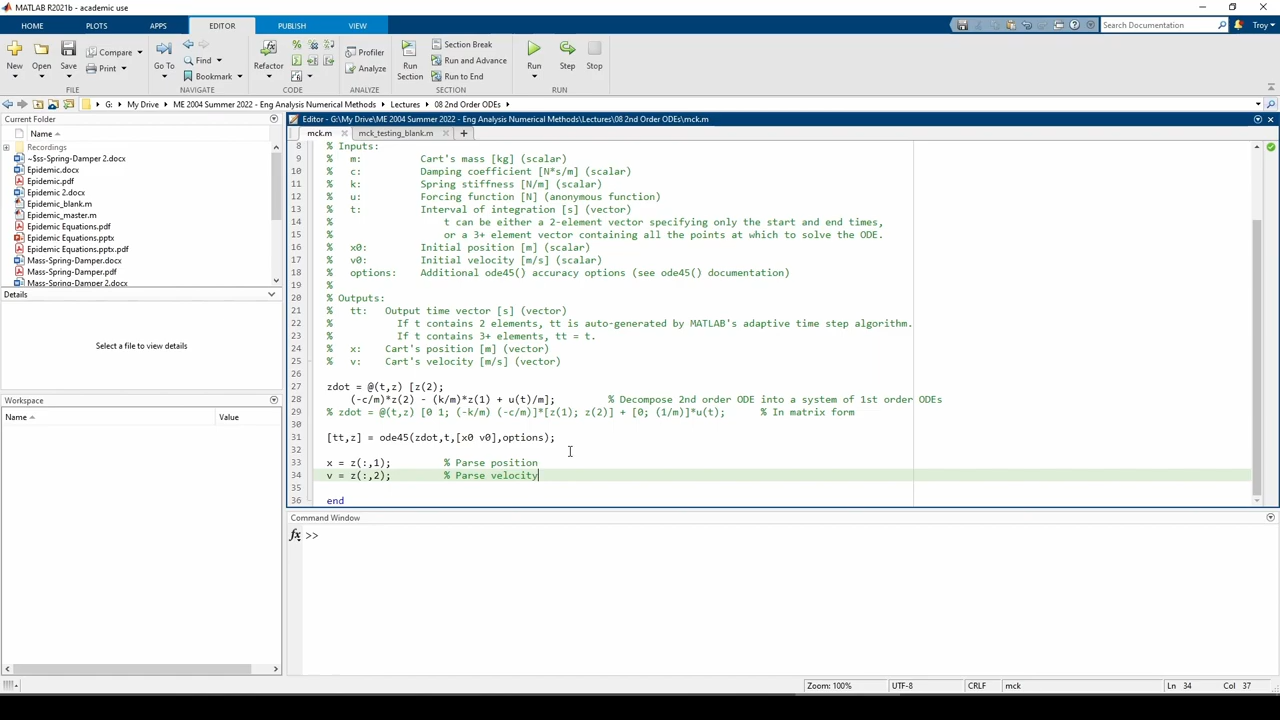 MATLAB R2021b - academic use
HOME PLOTS APPS EDITOR PUBLISH VIEW
Search Documentation
Troy
New Open Save Compare Print
Go To Find Bookmark
Refactor
Profiler
Analyze
Run Section
Section Break
Run and Advance
Run to End
Run Step Stop
FILE NAVIGATE CODE ANALYZE SECTION RUN
G: ▸ My Drive ▸ ME 2004 Summer 2022 - Eng Analysis Numerical Methods ▸ Lectures ▸ 08 2nd Order ODEs ▸
Current Folder
Name
Recordings
~$ss-Spring-Damper 2.docx
Epidemic.docx
Epidemic.pdf
Epidemic 2.docx
Epidemic_blank.m
Epidemic_master.m
Epidemic Equations.pdf
Epidemic Equations.pptx
Epidemic Equations.pptx.pdf
Mass-Spring-Damper.docx
Mass-Spring-Damper.pdf
Mass-Spring-Damper 2.docx
Details
Select a file to view details
Workspace
Name Value
Editor - G:\My Drive\ME 2004 Summer 2022 - Eng Analysis Numerical Methods\Lectures\08 2nd Order ODEs\mck.m
mck.m mck_testing_blank.m
8 % Inputs:
9 % m: Cart's mass [kg] (scalar)
10 % c: Damping coefficient [N*s/m] (scalar)
11 % k: Spring stiffness [N/m] (scalar)
12 % u: Forcing function [N] (anonymous function)
13 % t: Interval of integration [s] (vector)
14 % t can be either a 2-element vector specifying only the start and end times,
15 % or a 3+ element vector containing all the points at which to solve the ODE.
16 % x0: Initial position [m] (scalar)
17 % v0: Initial velocity [m/s] (scalar)
18 % options: Additional ode45() accuracy options (see ode45() documentation)
19 %
20 % Outputs:
21 % tt: Output time vector [s] (vector)
22 % If t contains 2 elements, tt is auto-generated by MATLAB's adaptive time step algorithm.
23 % If t contains 3+ elements, tt = t.
24 % x: Cart's position [m] (vector)
25 % v: Cart's velocity [m/s] (vector)
26
27 zdot = @(t,z) [z(2);
28 (-c/m)*z(2) - (k/m)*z(1) + u(t)/m]; % Decompose 2nd order ODE into a system of 1st order ODEs
29 % zdot = @(t,z) [0 1; (-k/m) (-c/m)]*[z(1); z(2)] + [0; (1/m)]*u(t); % In matrix form
30
31 [tt,z] = ode45(zdot,t,[x0 v0],options);
32
33 x = z(:,1); % Parse position
34 v = z(:,2); % Parse velocity
35
36 end
Command Window
fx >>
Zoom: 100% UTF-8 CRLF mck Ln 34 Col 37